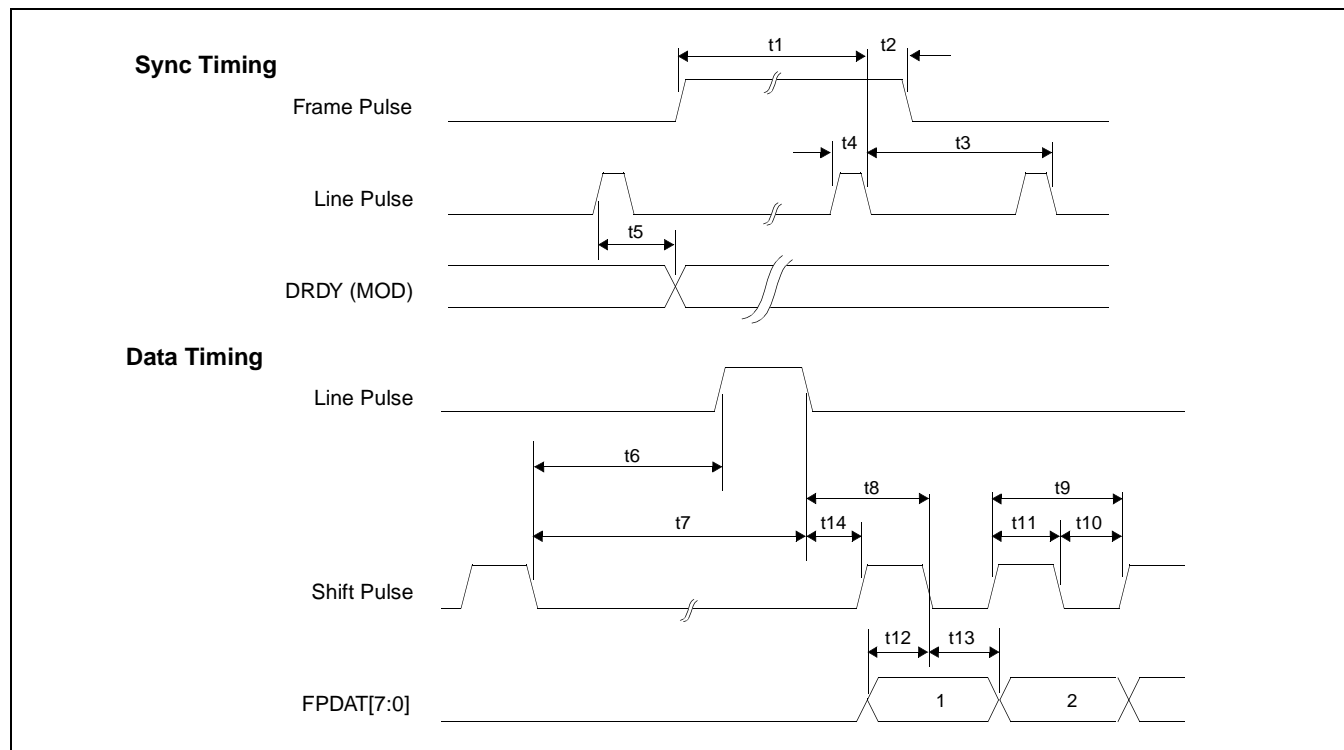 t1
t2
Sync Timing
Frame Pulse
t4
t3
Line Pulse
t5
DRDY (MOD)
Data Timing
Line Pulse
t6
t8
t9
t7
t14
t11
t10
Shift Pulse
t12
t13
FPDAT[7:0]
1
2